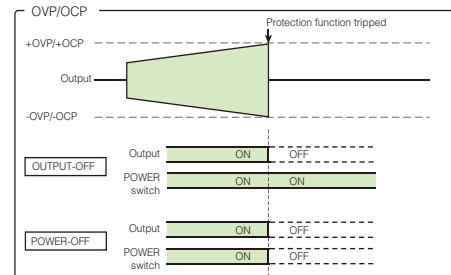 OVP/OCP
Protection function tripped
+OVP/+OCP
Output
-OVP/-OCP
OUTPUT-OFF
Output ON OFF
POWER switch ON ON
POWER-OFF
Output ON OFF
POWER switch ON OFF